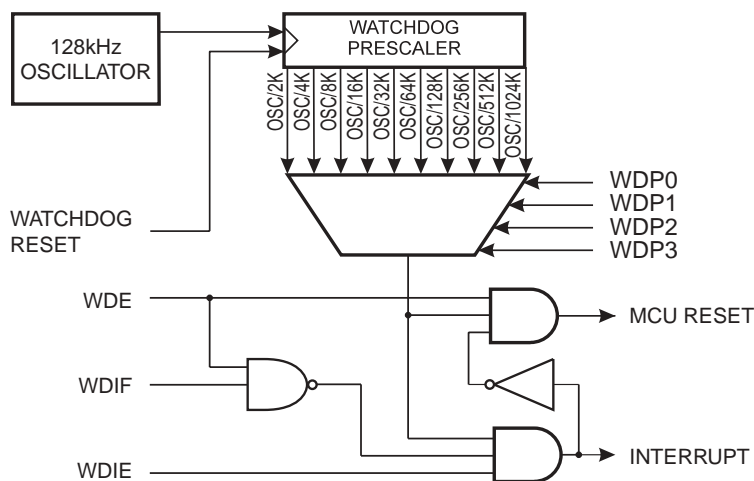 128kHz
OSCILLATOR
WATCHDOG
PRESCALER
OSC/2K
OSC/4K
OSC/8K
OSC/16K
OSC/32K
OSC/64K
OSC/128K
OSC/256K
OSC/512K
OSC/1024K
WDP0
WDP1
WDP2
WDP3
WATCHDOG
RESET
WDE
MCU RESET
WDIF
INTERRUPT
WDIE